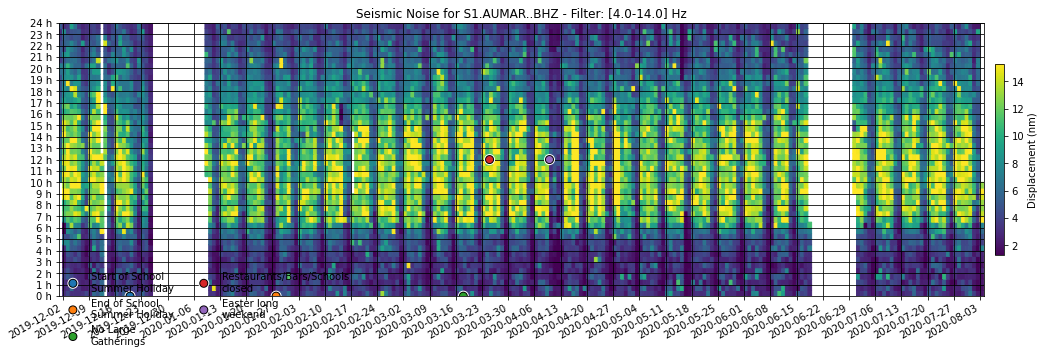 Seismic Noise for S1.AUMAR..BHZ - Filter: [4.0-14.0] Hz
24 h
23 h
22 h
21 h
20 h
19 h
18 h
17 h
16 h
15 h
14 h
13 h
12 h
11 h
10 h
9 h
8 h
7 h
6 h
5 h
4 h
3 h
2 h
1 h
0 h
14
12
10
8
6
4
2
Displacement (nm)
Start of School
Summer Holiday
End of School
Summer Holiday
No Large
Gatherings
Restaurants/Bars/Schools
closed
Easter long
weekend
2019-12-02
2020-02-03
2020-02-10
2020-02-17
2020-02-24
2020-03-02
2020-03-09
2020-03-16
2020-03-23
2020-03-30
2020-04-06
2020-04-13
2020-04-20
2020-04-27
2020-05-04
2020-05-11
2020-05-18
2020-05-25
2020-06-01
2020-06-08
2020-06-15
2020-06-22
2020-06-29
2020-07-06
2020-07-13
2020-07-20
2020-07-27
2020-08-03